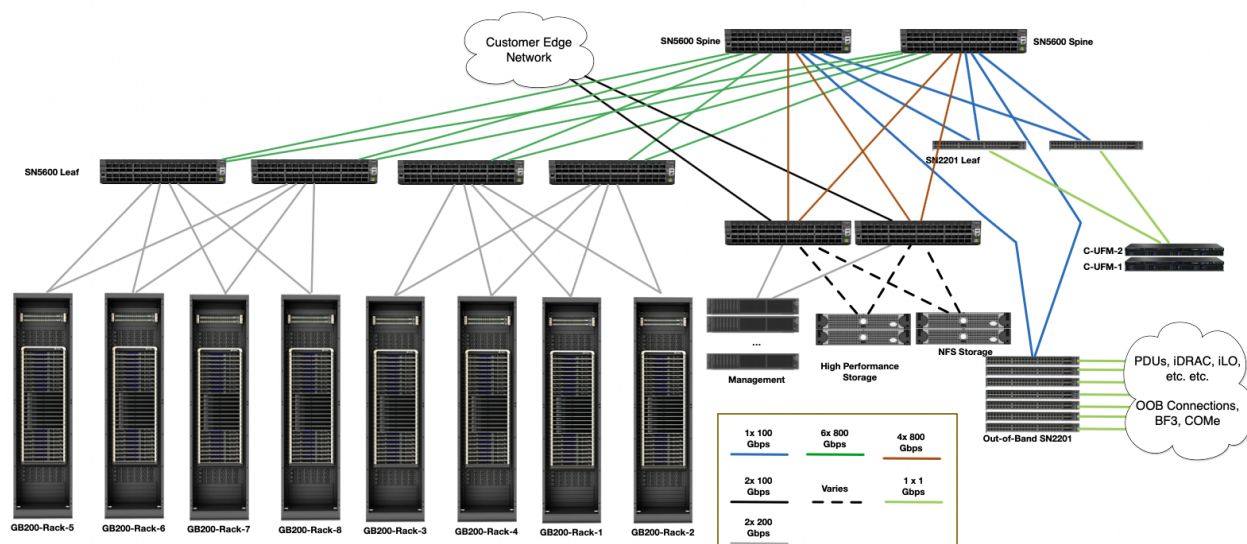 Customer Edge
Network
SN5600 Spine
SN5600 Spine
SN5600 Leaf
SN2201 Leaf
C-UFM-2
C-UFM-1
...
Management
High Performance
Storage
NFS Storage
PDUs, iDRAC, iLO,
etc. etc.
OOB Connections,
BF3, COMe
Out-of-Band SN2201
1x 100
Gbps
6x 800
Gbps
4x 800
Gbps
2x 100
Gbps
Varies
1 x 1
Gbps
2x 200
Gbps
GB200-Rack-5
GB200-Rack-6
GB200-Rack-7
GB200-Rack-8
GB200-Rack-3
GB200-Rack-4
GB200-Rack-1
GB200-Rack-2